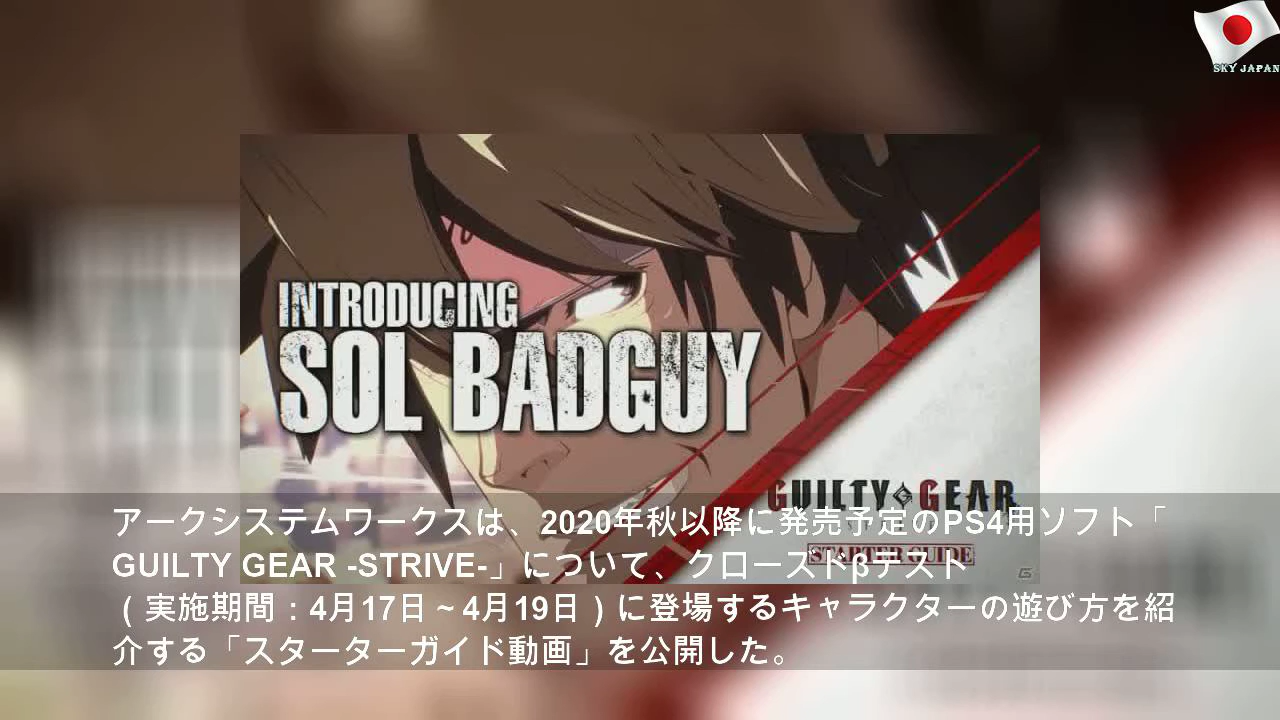 SKY JAPAN
INTRODUCING
SOL BADGUY
GUILTY GEAR
STARTER GUIDE
アークシステムワークスは、2020年秋以降に発売予定のPS4用ソフト「
GUILTY GEAR -STRIVE-」について、クローズドβテスト
（実施期間：4月17日～4月19日）に登場するキャラクターの遊び方を紹
介する「スターターガイド動画」を公開した。